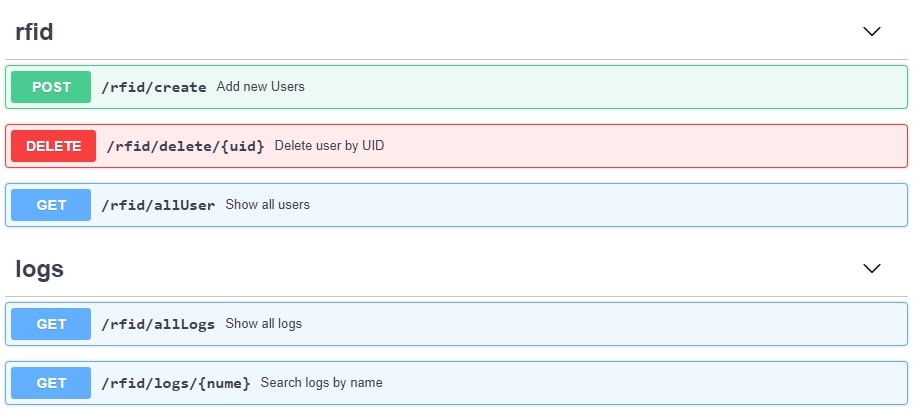 rfid
POST /rfid/create Add new Users
DELETE /rfid/delete/{uid} Delete user by UID
GET /rfid/allUser Show all users
logs
GET /rfid/allLogs Show all logs
GET /rfid/logs/{nume} Search logs by name